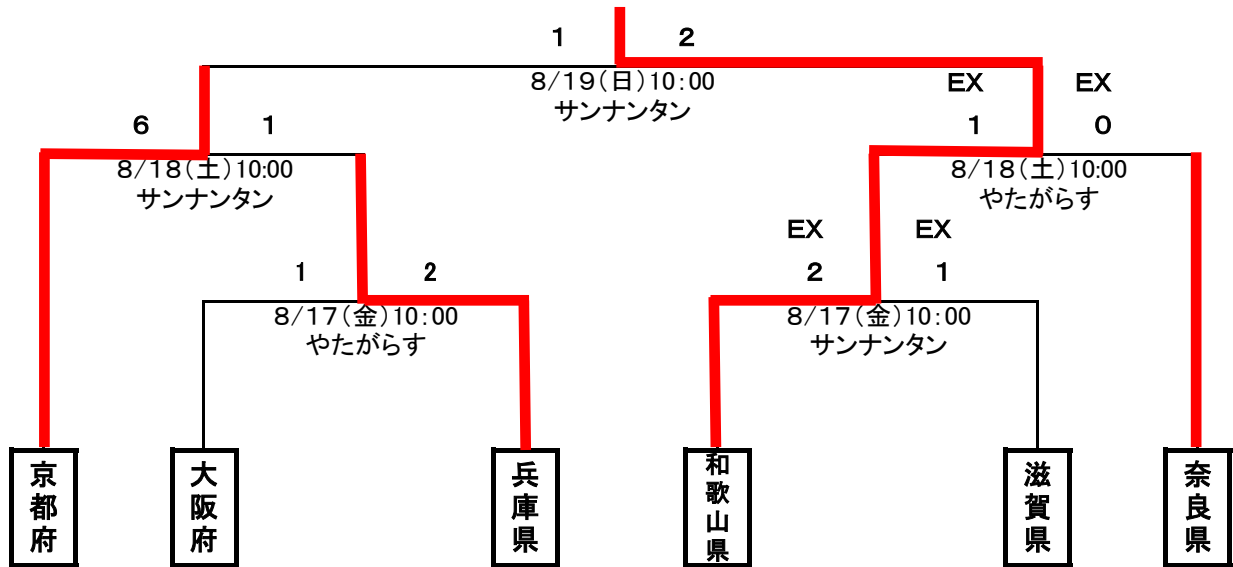 1 2
8/19(日)10:00
サンナンタン
EX EX
6 1
1 0
8/18(土)10:00
サンナンタン
8/18(土)10:00
やたがらす
EX EX
1 2
2 1
8/17(金)10:00
やたがらす
8/17(金)10:00
サンナンタン
京都府
大阪府
兵庫県
和歌山県
滋賀県
奈良県